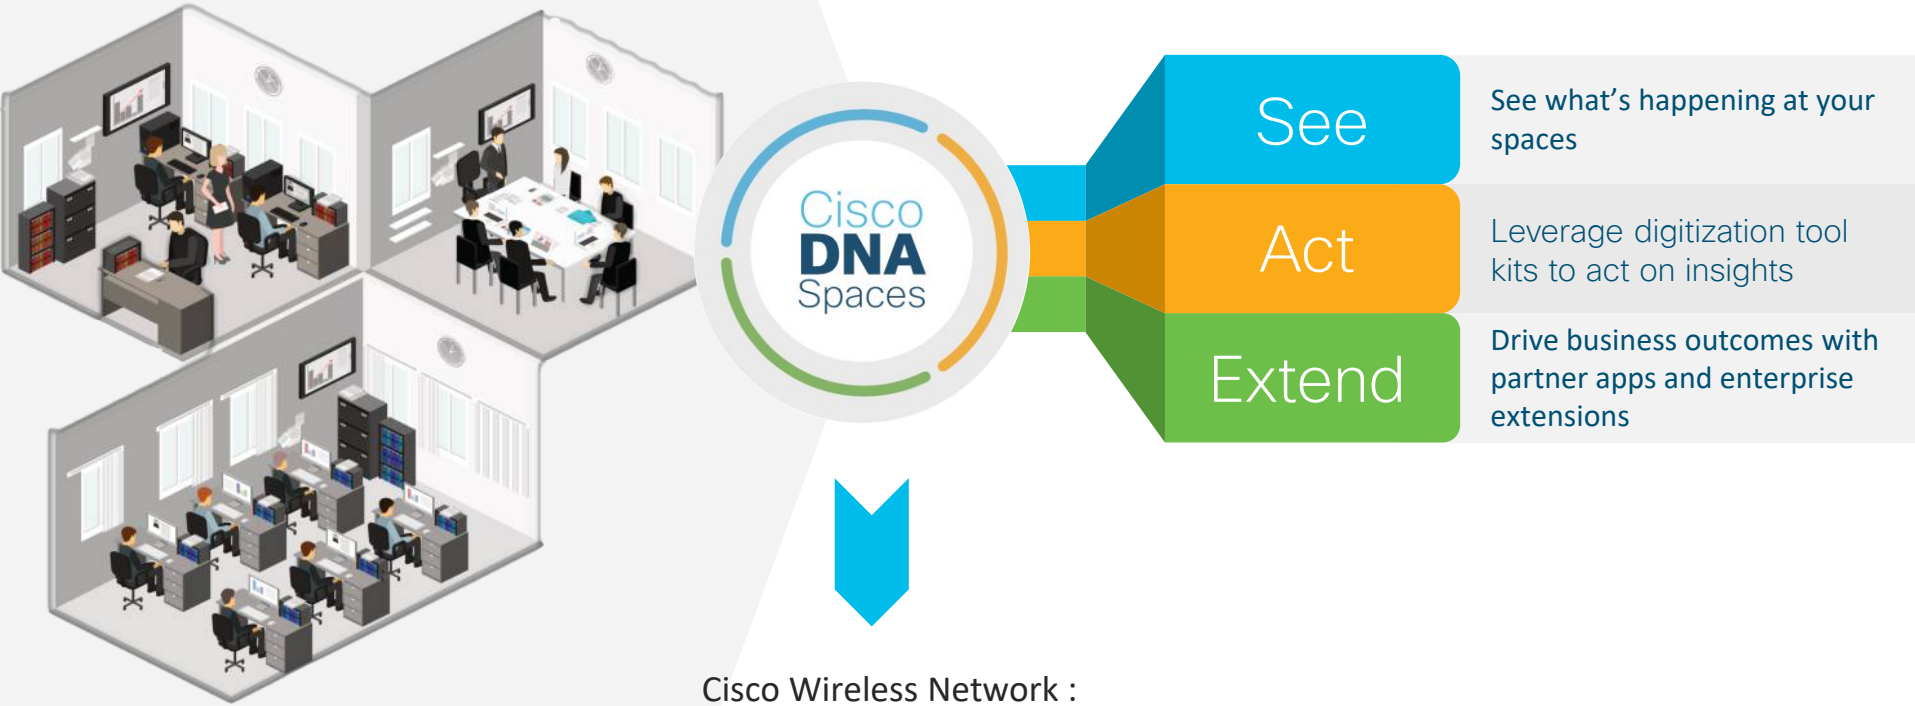 Cisco
DNA
Spaces
See
See what's happening at your
spaces
Act
Leverage digitization tool
kits to act on insights
Extend
Drive business outcomes with
partner apps and enterprise
extensions
Cisco Wireless Network :